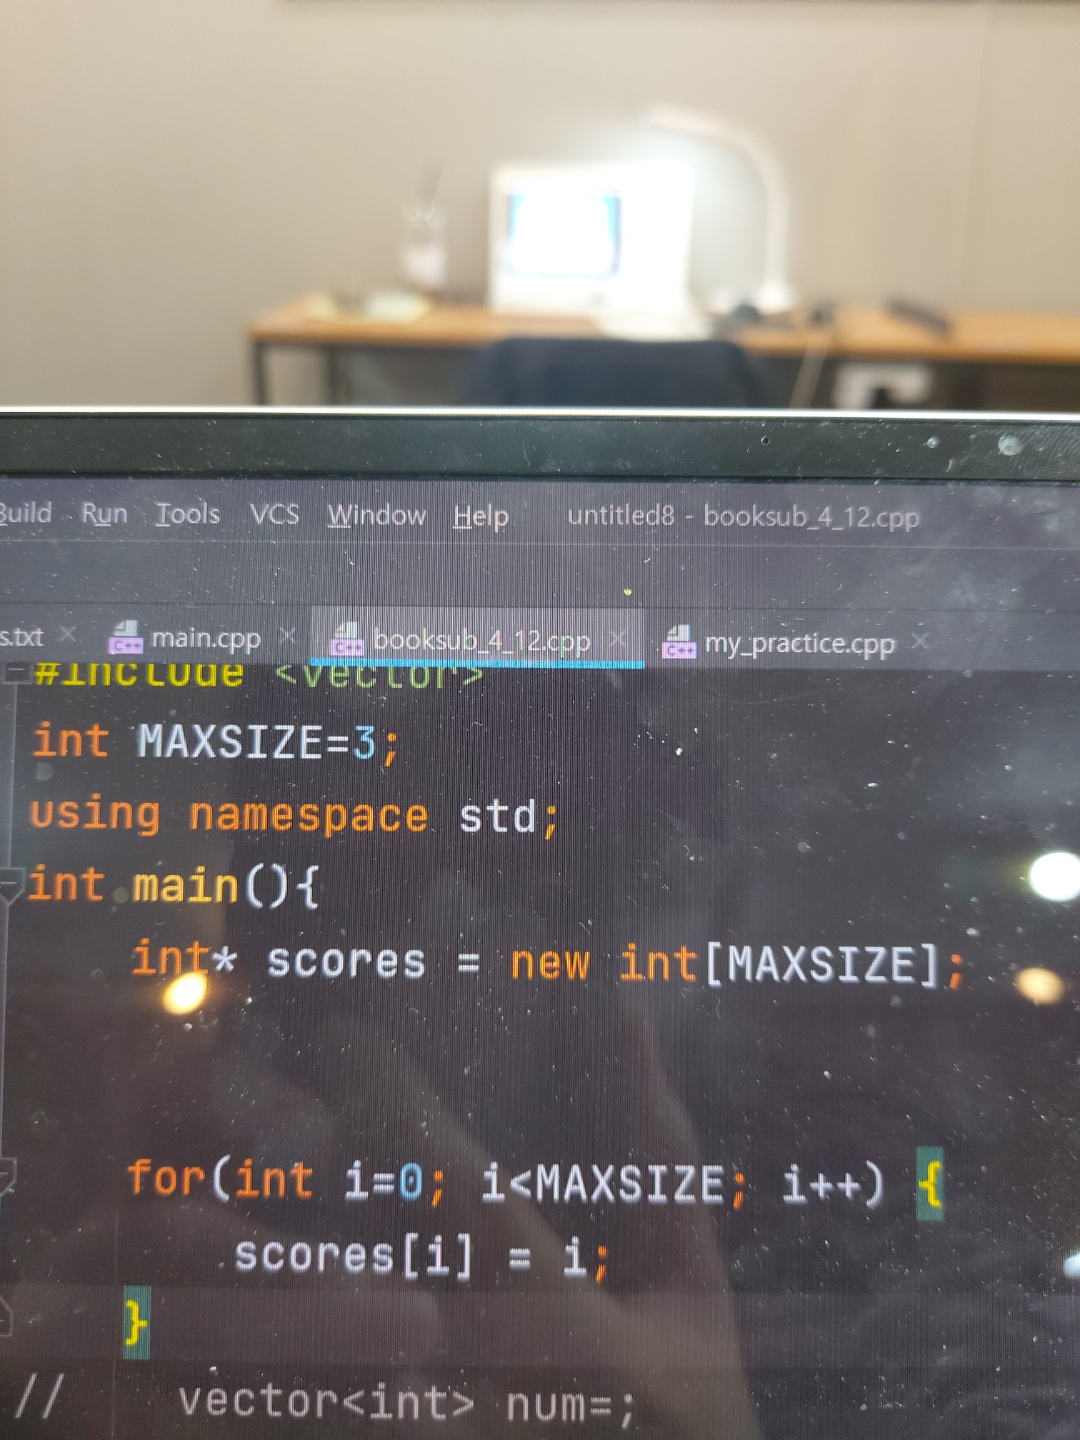 Build Run Tools VCS Window Help untitled8 - booksub_4_12.cpp
s.txt main.cpp booksub_4_12.cpp my_practice.cpp
#include <vector>
int MAXSIZE=3;
using namespace std;
int main(){
int* scores = new int[MAXSIZE];
for(int i=0; i<MAXSIZE; i++) {
scores[i] = i;
}
// vector<int> num=;